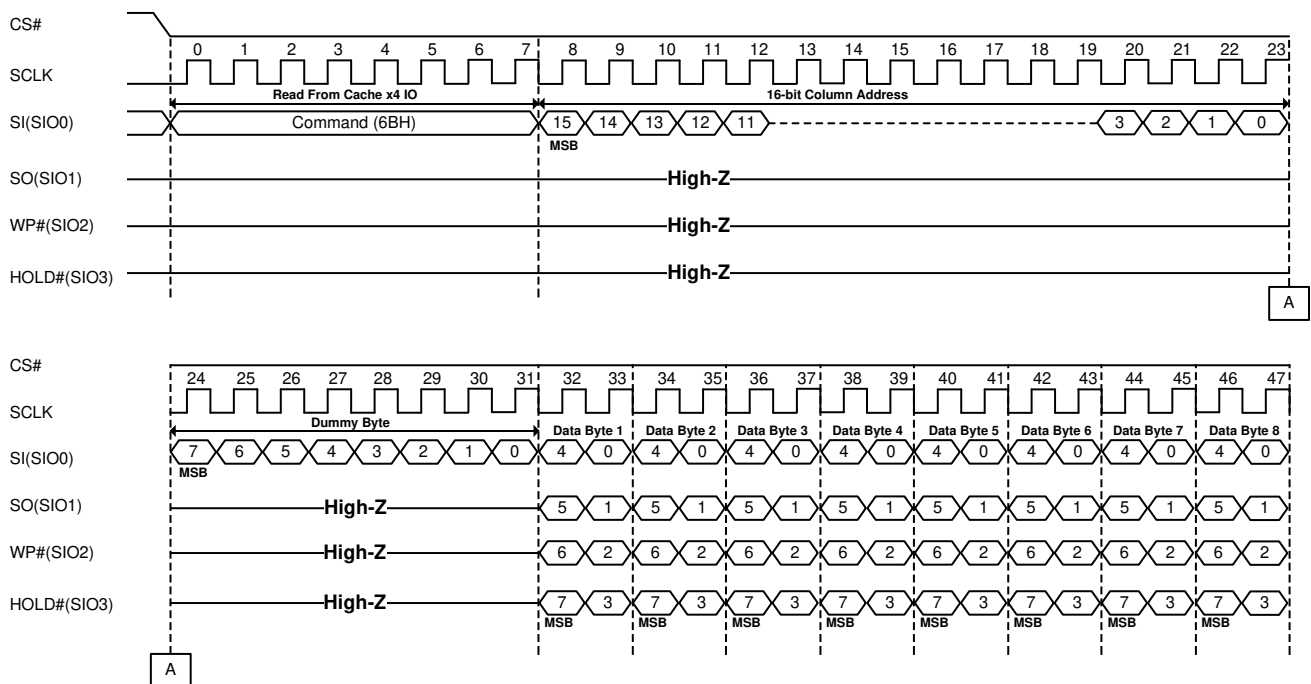 CS#
0 1 2 3 4 5 6 7 8 9 10 11 12 13 14 15 16 17 18 19 20 21 22 23
SCLK
Read From Cache x4 IO 16-bit Column Address
SI(SIO0) Command (6BH) 15 14 13 12 11 3 2 1 0
MSB
SO(SIO1) High-Z
WP#(SIO2) High-Z
HOLD#(SIO3) High-Z
A
CS#
24 25 26 27 28 29 30 31 32 33 34 35 36 37 38 39 40 41 42 43 44 45 46 47
SCLK
Dummy Byte Data Byte 1 Data Byte 2 Data Byte 3 Data Byte 4 Data Byte 5 Data Byte 6 Data Byte 7 Data Byte 8
SI(SIO0) 7 6 5 4 3 2 1 0 4 0 4 0 4 0 4 0 4 0 4 0 4 0 4 0
MSB
SO(SIO1) High-Z 5 1 5 1 5 1 5 1 5 1 5 1 5 1 5 1
WP#(SIO2) High-Z 6 2 6 2 6 2 6 2 6 2 6 2 6 2 6 2
HOLD#(SIO3) High-Z 7 3 7 3 7 3 7 3 7 3 7 3 7 3 7 3
MSB MSB MSB MSB MSB MSB MSB MSB
A